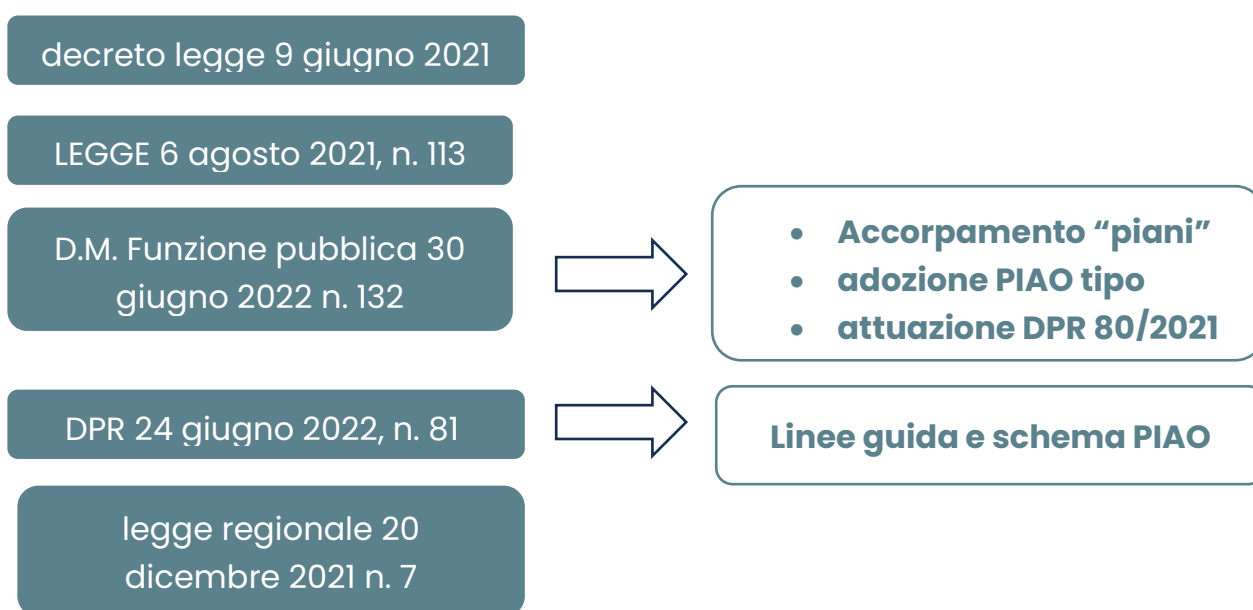 decreto legge 9 giugno 2021
LEGGE 6 agosto 2021, n. 113
D.M. Funzione pubblica 30
giugno 2022 n. 132
• Accorpamento “piani”
• adozione PIAO tipo
• attuazione DPR 80/2021
DPR 24 giugno 2022, n. 81
Linee guida e schema PIAO
legge regionale 20
dicembre 2021 n. 7